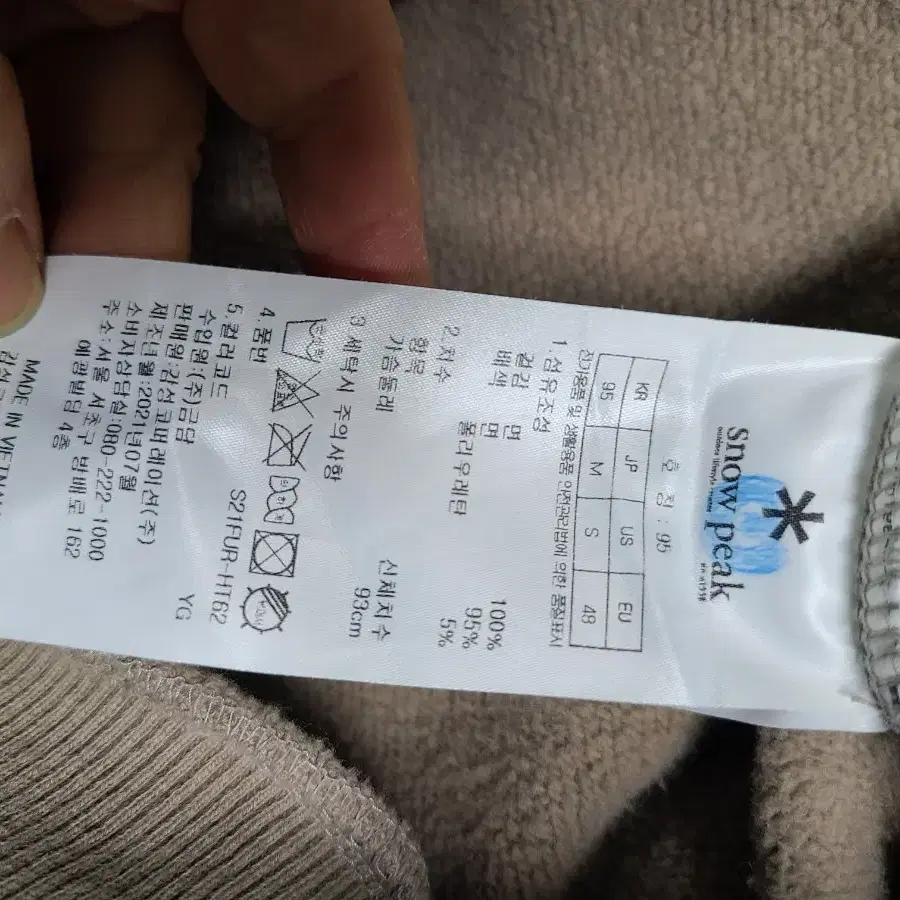 snow peak
호 칭 : 95
KR JP US EU
95 M S 48
전기용품 및 생활용품 안전관리법에 의한 품질표시
1. 섬유조성
겉감 면 100%
배색 면 95%
폴리우레탄 5%
2. 치수
항목 신체치수
가슴둘레 93cm
3. 세탁시 주의사항
4. 품번 S21FUR-HT62
5. 컬러코드 YG
수입원:(주)금담
판매원:감성코퍼레이션(주)
제조년월:2021년07월
소비자상담실:080-222-1000
주소:서울 서초구 방배로 162
빌딩 4층
MADE IN VIETNAM